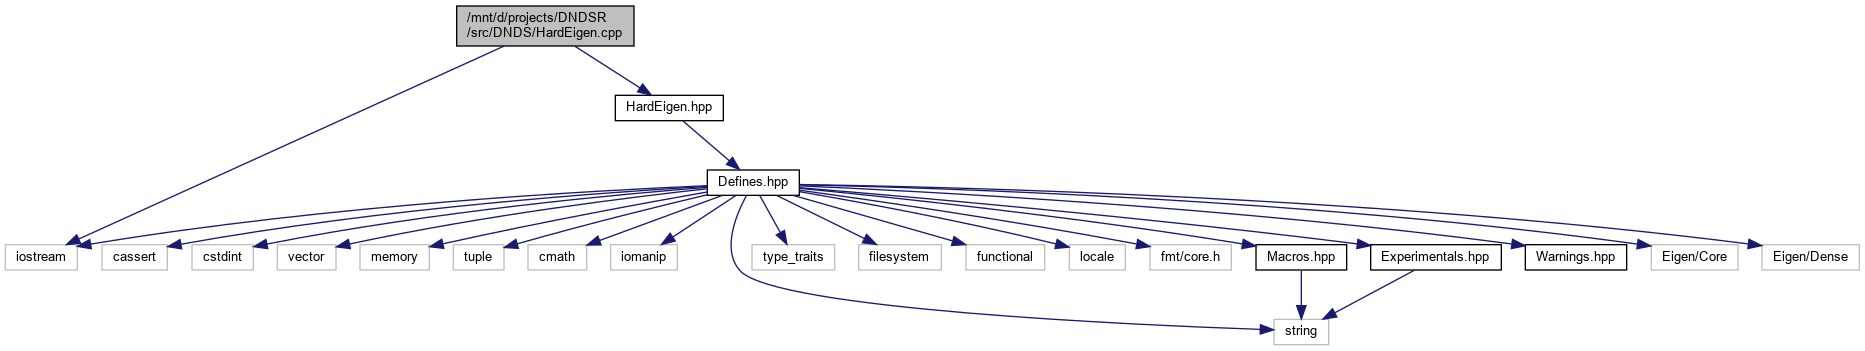 /mnt/d/projects/DNDSR
/src/DNDS/HardEigen.cpp
HardEigen.hpp
Defines.hpp
iostream
cassert
cstdint
vector
memory
tuple
cmath
iomanip
type_traits
filesystem
functional
locale
fmt/core.h
Macros.hpp
Experimentals.hpp
Warnings.hpp
Eigen/Core
Eigen/Dense
string